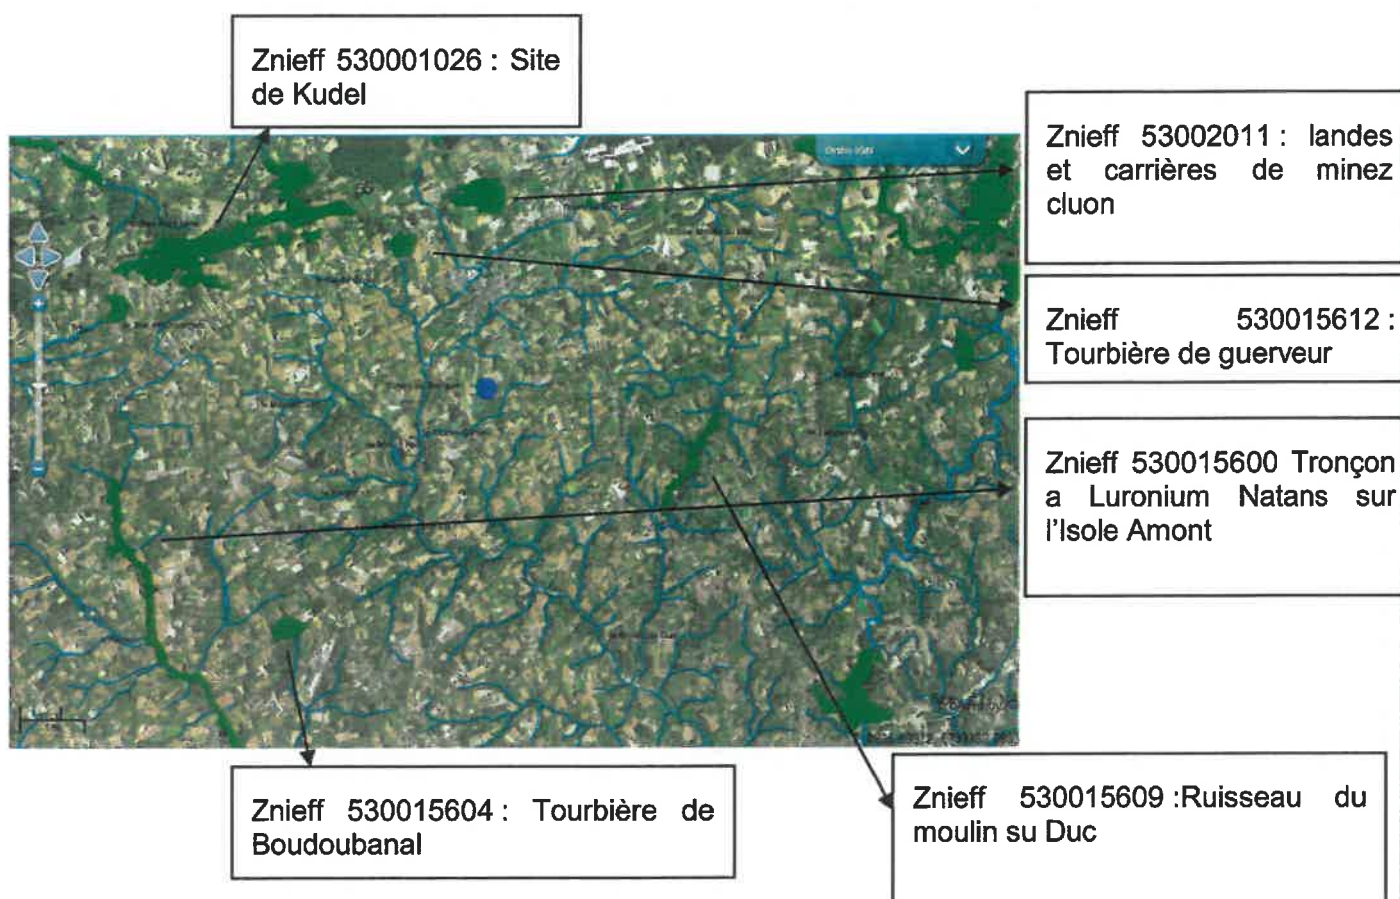 Znieff 530001026 : Site
de Kudel
Znieff 53002011 : landes
et carrières de minez
cluon
Znieff 530015612 :
Tourbière de guerveur
Znieff 530015600 Tronçon
a Luronium Natans sur
l'Isole Amont
Znieff 530015604 : Tourbière de
Boudoubanal
Znieff 530015609 :Ruisseau du
moulin su Duc